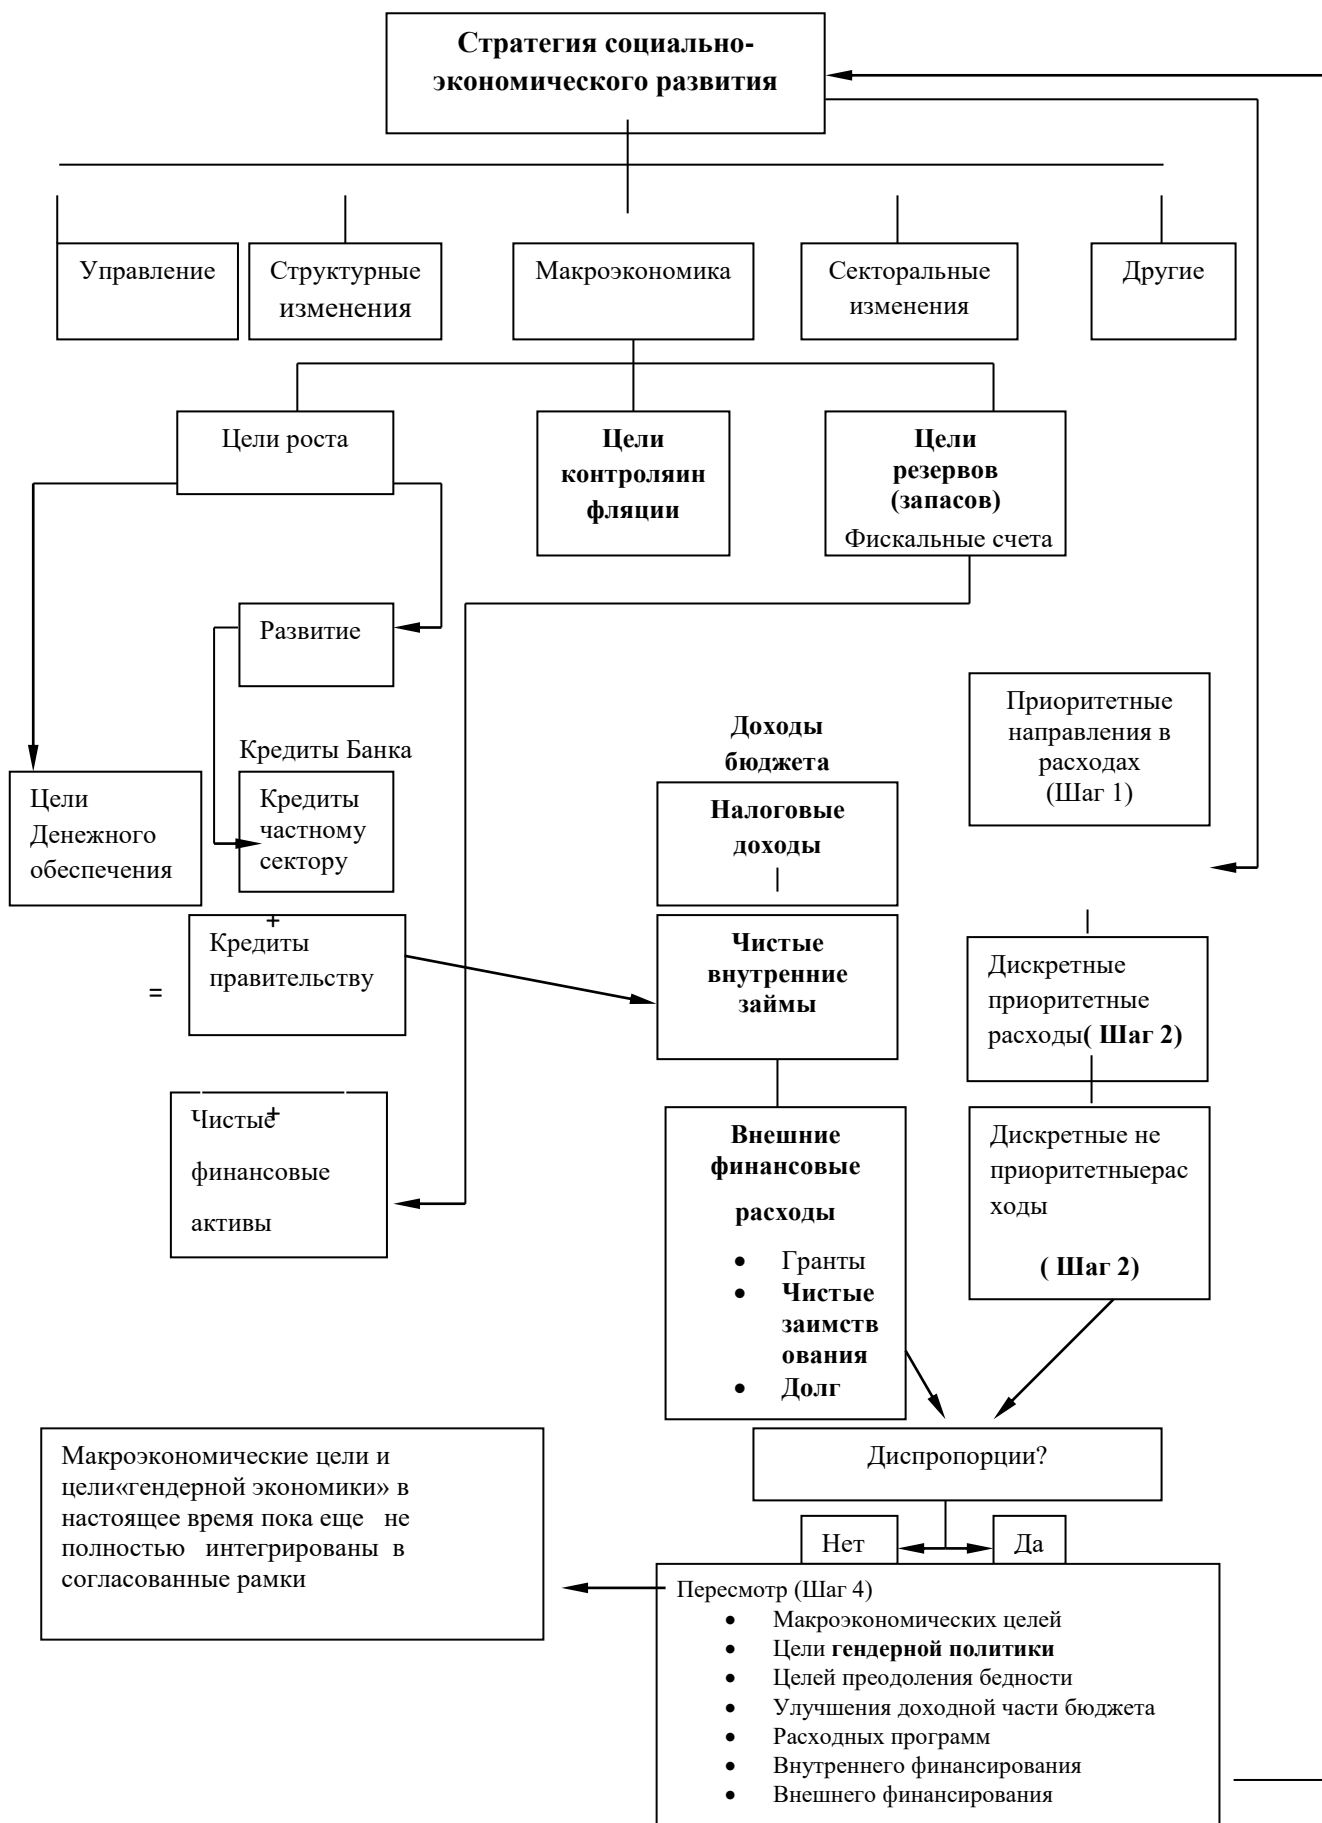 Стратегия социально-
экономического развития
Управление
Структурные
изменения
Макроэкономика
Секторальные
изменения
Другие
Цели роста
Цели
контроляин
фляции
Цели
резервов
(запасов)
Фискальные счета
Развитие
Приоритетные
направления в
расходах
(Шаг 1)
Доходы
бюджета
Кредиты Банка
Цели
Денежного
обеспечения
Кредиты
частному
сектору
Налоговые
доходы
+
Кредиты
правительству
=
Чистые
внутренние
займы
Дискретные
приоритетные
расходы( Шаг 2)
+
Чистые
финансовые
активы
Внешние
финансовые
расходы
• Гранты
• Чистые
заимств
ования
• Долг
Дискретные не
приоритетныерас
ходы
( Шаг 2)
Диспропорции?
Нет
Да
Макроэкономические цели и
цели«гендерной экономики» в
настоящее время пока еще не
полностью интегрированы в
согласованные рамки
Пересмотр (Шаг 4)
• Макроэкономических целей
• Цели гендерной политики
• Целей преодоления бедности
• Улучшения доходной части бюджета
• Расходных программ
• Внутреннего финансирования
• Внешнего финансирования